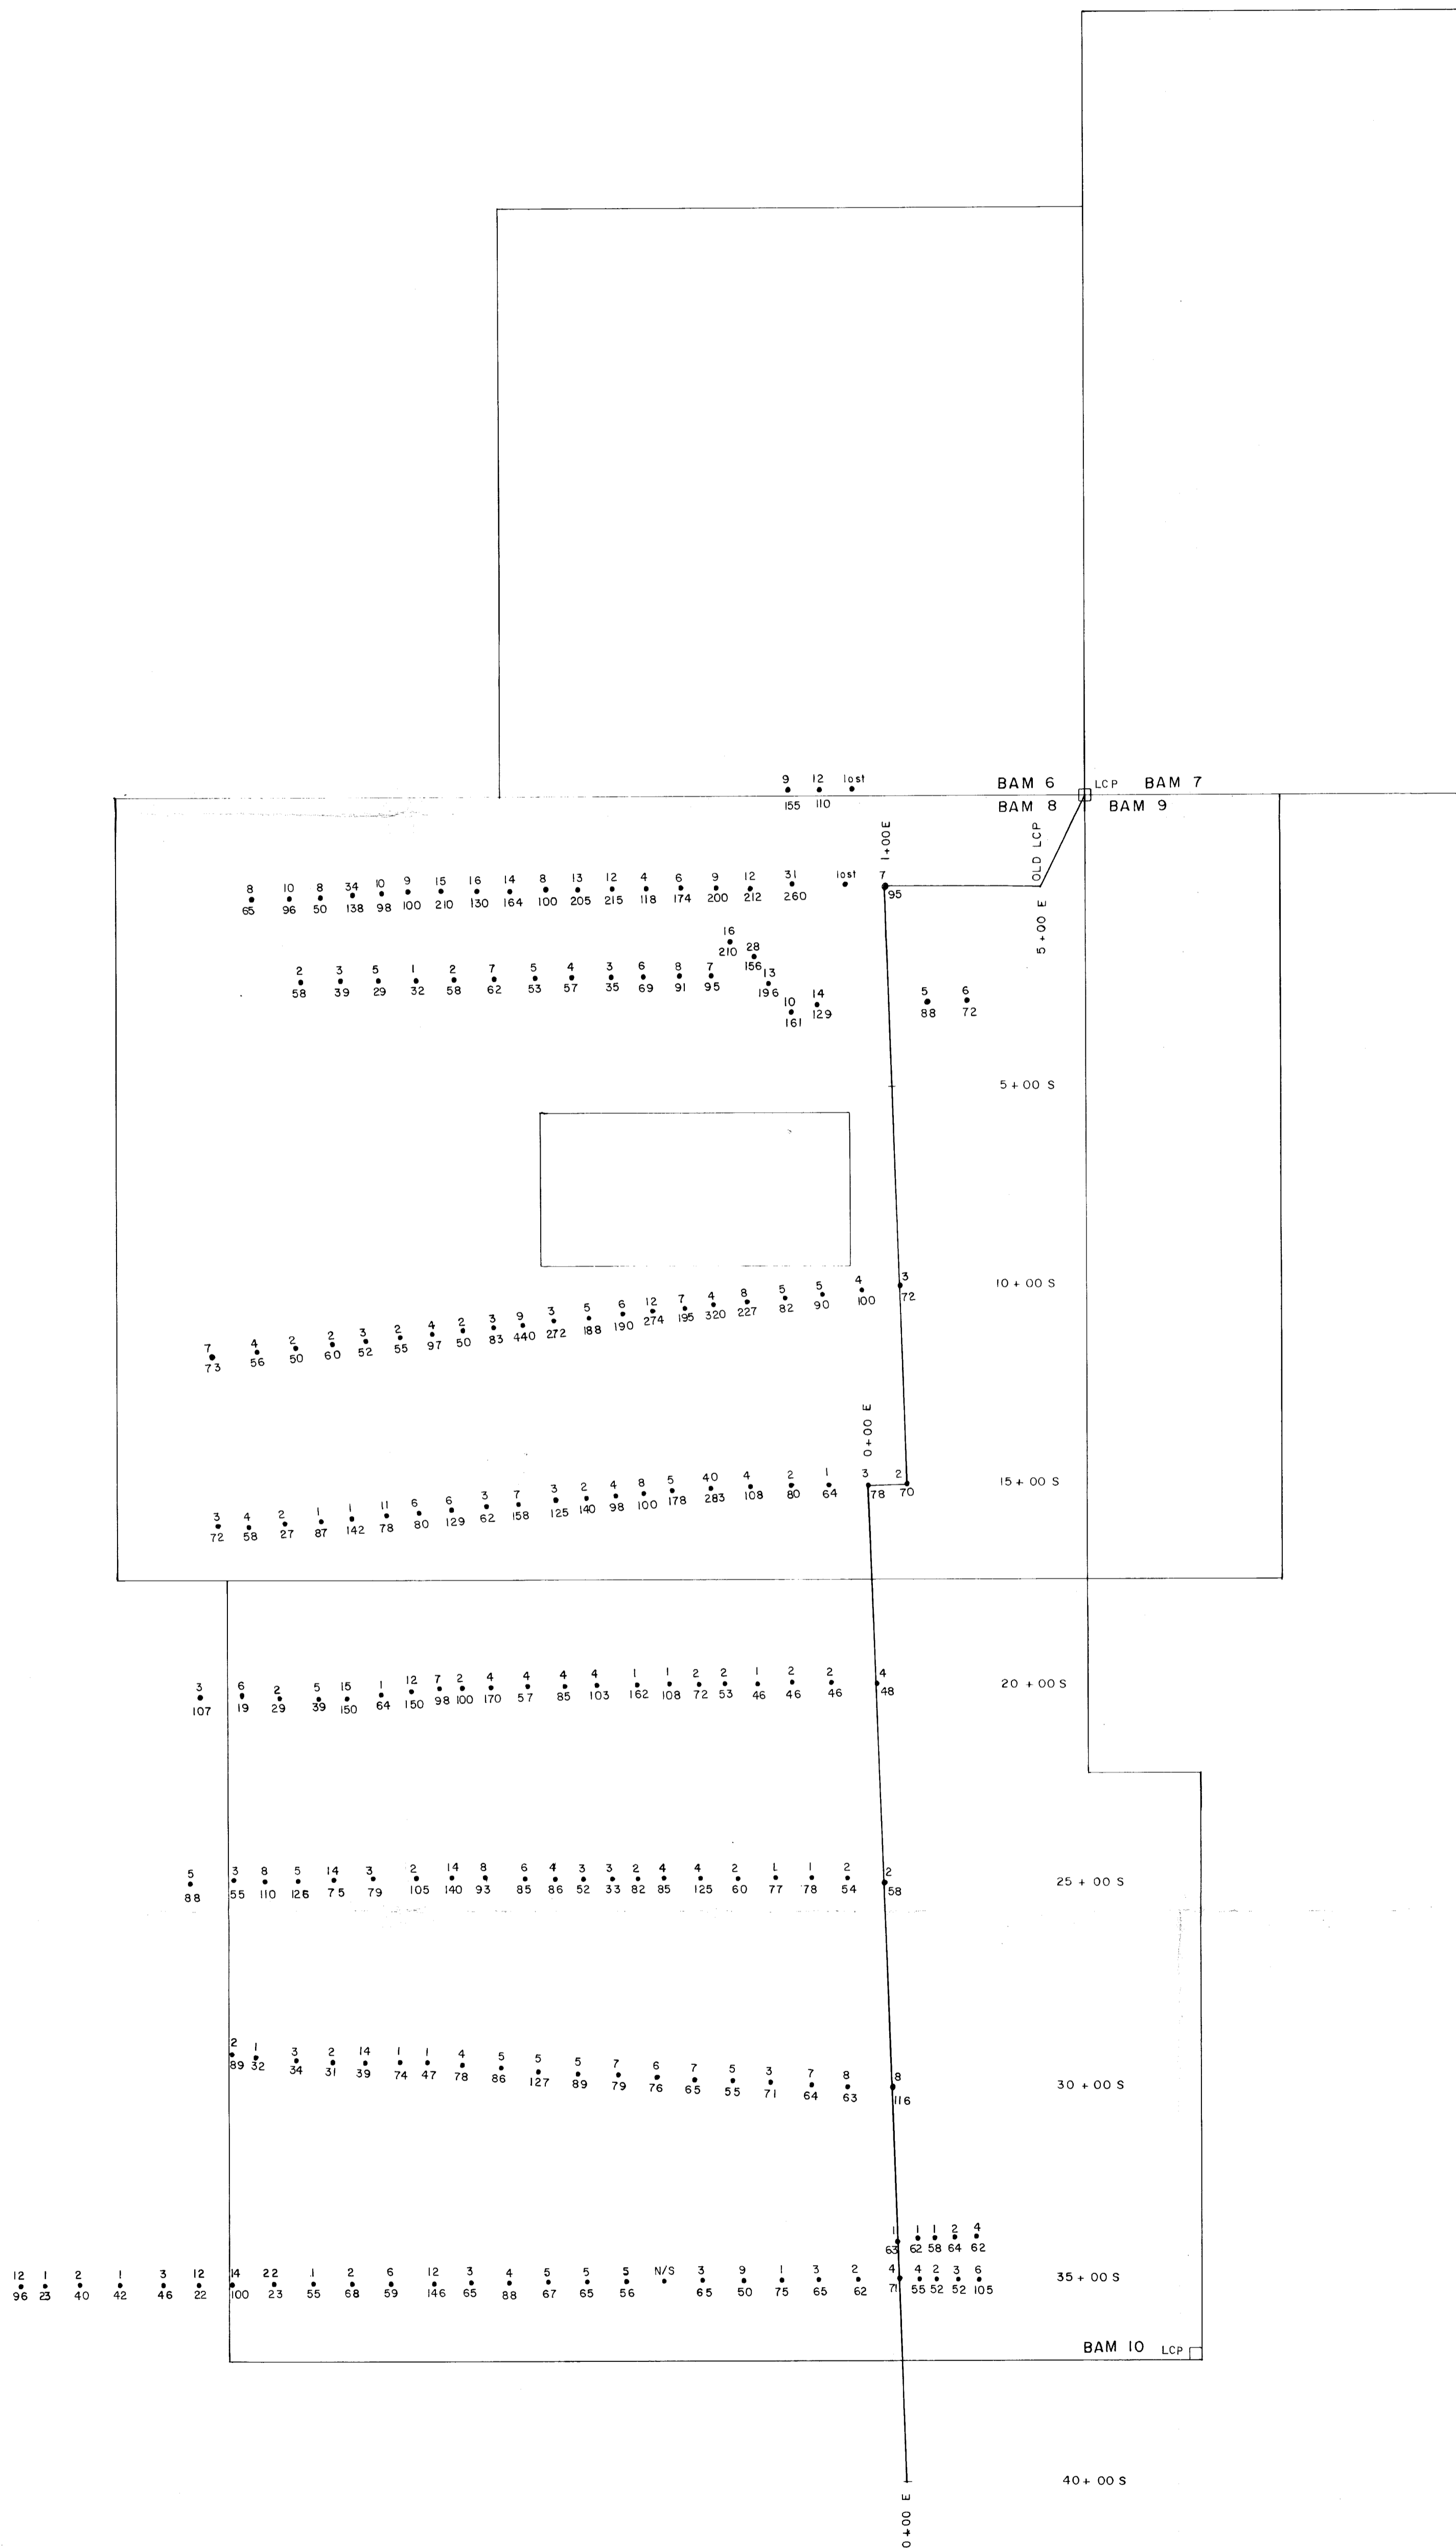 9 12 lost
BAM 6 LCP BAM 7
155 110
BAM 8 BAM 9
1+00E
OLD LCP
8 10 8 34 10 9 15 16 14 8 13 12 4 6 9 12 31 lost 7
65 96 50 138 98 100 210 130 164 100 205 215 118 174 200 212 260 95
5+00 E
16
210 28
156
13
196
2 3 5 1 2 7 5 4 3 6 8 7
58 39 29 32 58 62 53 57 35 69 91 95
10 14
161 129
5 6
88 72
5+00 S
10+00 S
7 4 2 2 3 2 4 2 3 9 3 5 6 12 7 4 8 5 5 4 3
73 56 50 60 52 55 97 50 83 440 272 188 190 274 195 320 227 82 90 100 72
0+00 E
15+00 S
3 4 2 1 1 11 6 6 3 7 3 2 4 8 5 40 4 2 1 3 2
72 58 27 87 142 78 80 129 62 158 125 140 98 100 178 283 108 80 64 78 70
3 6 2 5 15 1 12 7 2 4 4 4 4 1 1 2 2 1 2 2 4
20+00 S
107 19 29 39 150 64 150 98 100 170 57 85 103 162 108 72 53 46 46 46 48
5 3 8 5 14 3 2 14 8 6 4 3 3 2 4 4 2 1 1 2 2
25+00 S
88 55 110 126 75 79 105 140 93 85 86 52 33 82 85 125 60 77 78 54 58
2 1 3 2 14 1 1 4 5 5 5 7 6 7 5 3 7 8 8
30+00 S
89 32 34 31 39 74 47 78 86 127 89 79 76 65 55 71 64 63 116
1 1 1 2 4
63 62 58 64 62
12 1 2 1 3 12 14 22 1 2 6 12 3 4 5 5 5 N/S 3 9 1 3 2 4 4 2 3 6
35+00 S
96 23 40 42 46 22 100 23 55 68 59 146 65 88 67 65 56 65 50 75 65 62 71 55 52 52 105
BAM 10 LCP
40+00 S
0+00 E